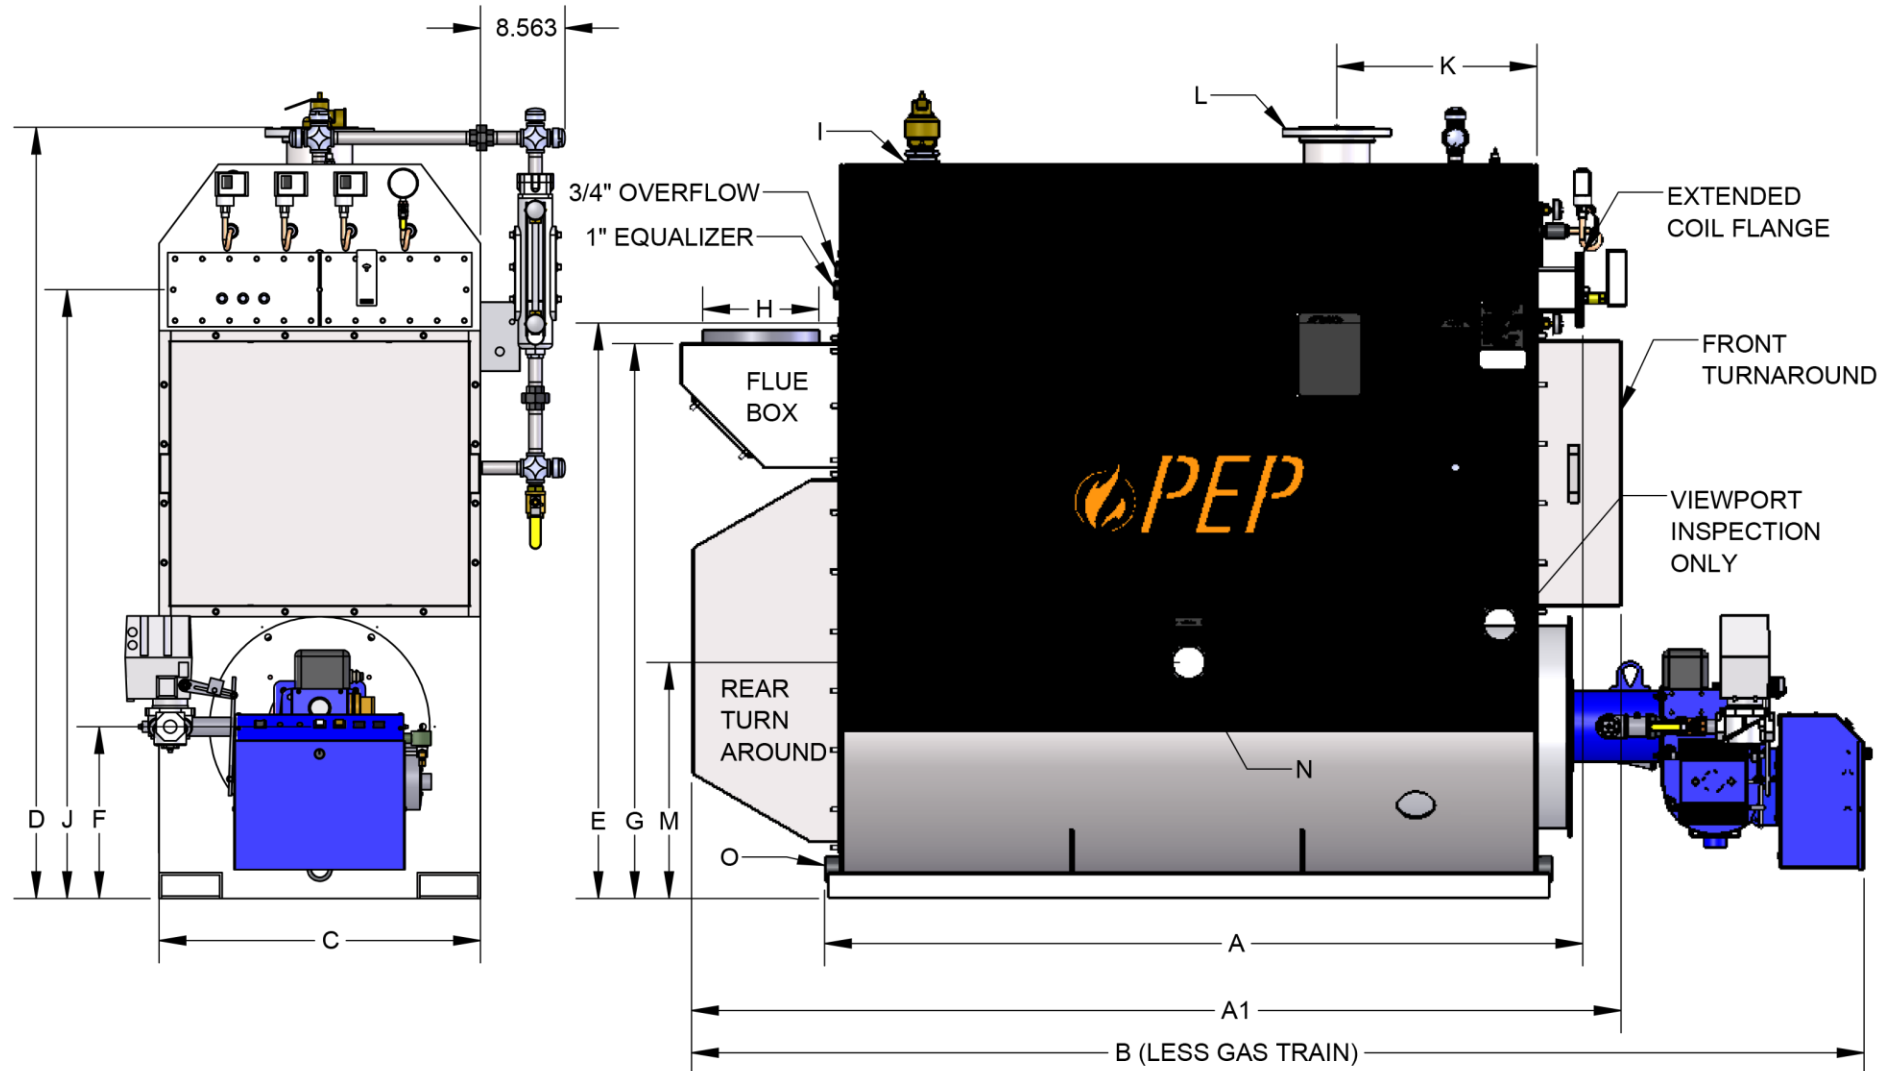 8.563
K
L
I
3/4" OVERFLOW
1" EQUALIZER
EXTENDED
COIL FLANGE
H
FRONT
TURNAROUND
FLUE
BOX
PEP
VIEWPORT
INSPECTION
ONLY
REAR
TURN
AROUND
N
D
J
F
E
G
M
O
C
A
A1
B (LESS GAS TRAIN)